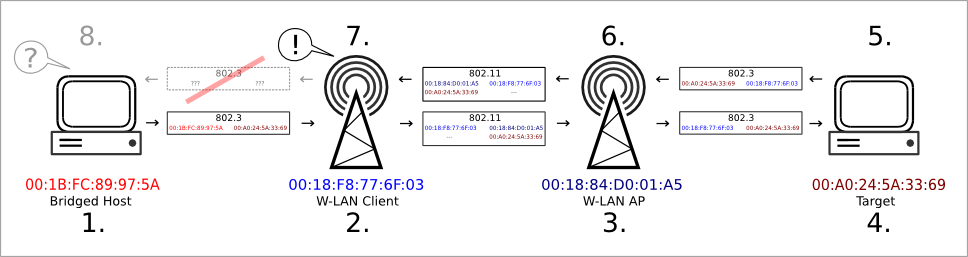 8.
7.
6.
5.
?
!
802.3
??? ???
802.11
00:18:84:D0:01:A5 00:18:F8:77:6F:03
00:A0:24:5A:33:69 ---
802.3
00:A0:24:5A:33:69 00:18:F8:77:6F:03
802.3
00:1B:FC:89:97:5A 00:A0:24:5A:33:69
802.11
00:18:F8:77:6F:03 00:18:84:D0:01:A5
--- 00:A0:24:5A:33:69
802.3
00:18:F8:77:6F:03 00:A0:24:5A:33:69
00:1B:FC:89:97:5A
Bridged Host
1.
00:18:F8:77:6F:03
W-LAN Client
2.
00:18:84:D0:01:A5
W-LAN AP
3.
00:A0:24:5A:33:69
Target
4.